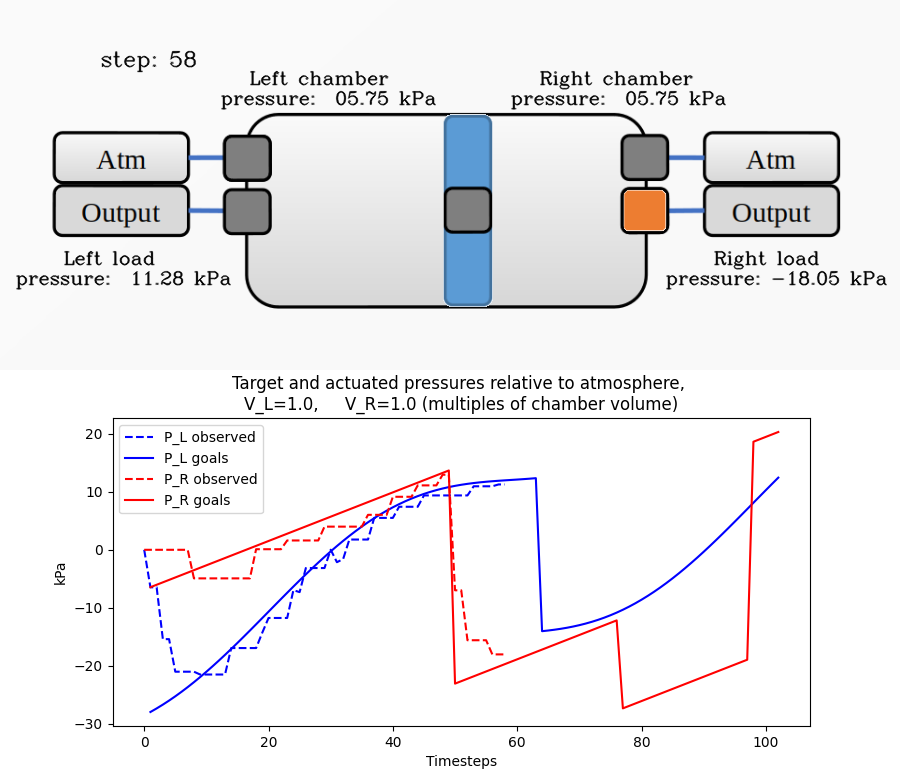 step: 58
Left chamber
pressure: 05.75 kPa
Right chamber
pressure: 05.75 kPa
Atm
Output
Atm
Output
Left load
pressure: 11.28 kPa
Right load
pressure: −18.05 kPa
Target and actuated pressures relative to atmosphere,
V_L=1.0, V_R=1.0 (multiples of chamber volume)
P_L observed
P_L goals
P_R observed
P_R goals
kPa
20
10
0
−10
−20
−30
0 20 40 60 80 100
Timesteps